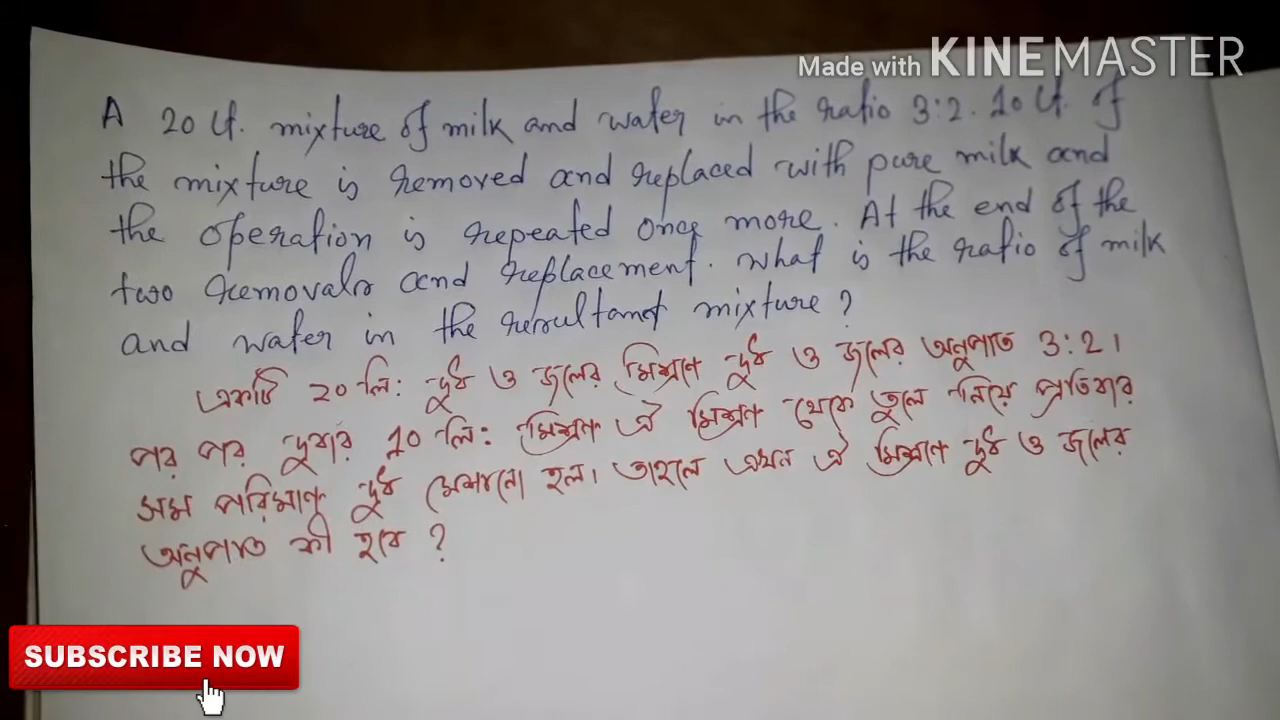 Made with KINEMASTER
A 20 lt. mixture of milk and water in the ratio 3:2. 10 lt. of
the mixture is removed and replaced with pure milk and
the operation is repeated once more. At the end of the
two removals and replacement. what is the ratio of milk
and water in the resultant mixture?
একটি ২০ লি: দুধ ও জলের মিশ্রণে দুধ ও জলের অনুপাত 3:2।
পর পর দুবার 10 লি: মিশ্রণ ঐ মিশ্রণ থেকে তুলে নিয়ে প্রতিবার
সম পরিমাণ দুধ মেশানো হল। তাহলে এখন ঐ মিশ্রণে দুধ ও জলের
অনুপাত কী হবে ?
SUBSCRIBE NOW